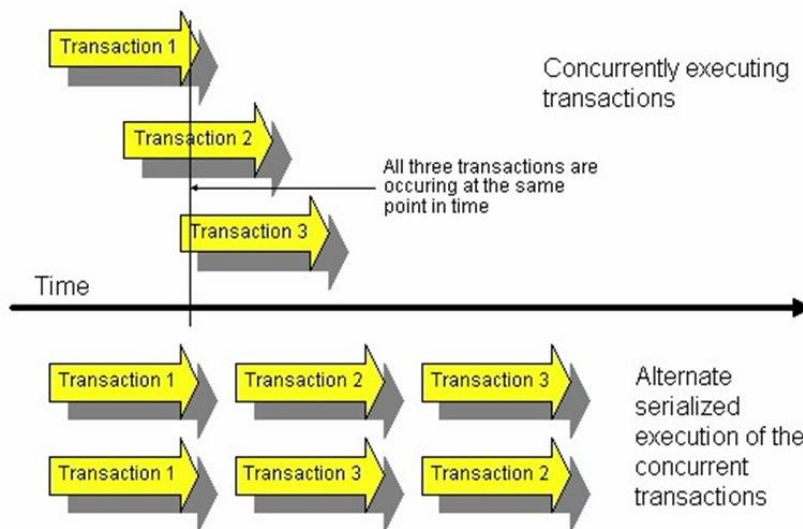 Transaction 1
Concurrently executing
transactions
Transaction 2
All three transactions are
occuring at the same
point in time
Transaction 3
Time
Transaction 1
Transaction 2
Transaction 3
Alternate
serialized
execution of the
concurrent
transactions
Transaction 1
Transaction 3
Transaction 2